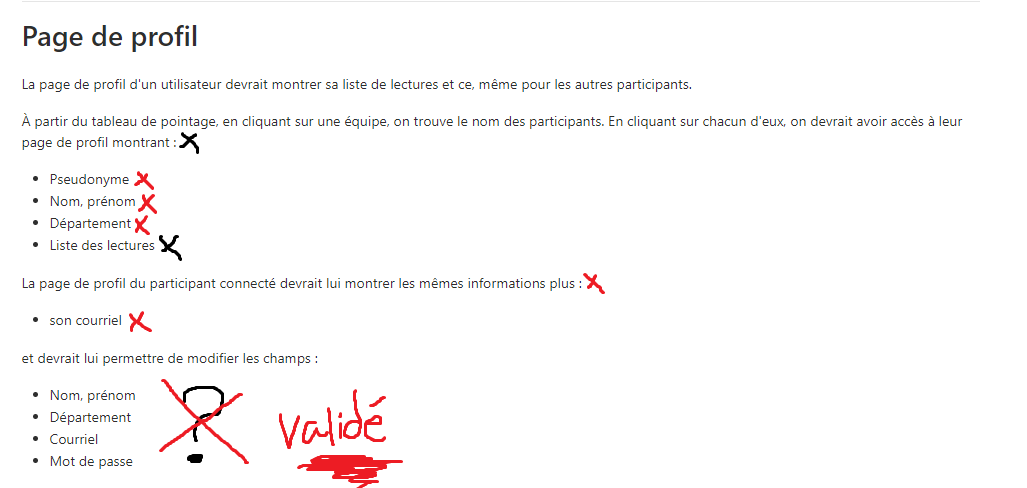 Page de profil
La page de profil d'un utilisateur devrait montrer sa liste de lectures et ce, même pour les autres participants.
À partir du tableau de pointage, en cliquant sur une équipe, on trouve le nom des participants. En cliquant sur chacun d'eux, on devrait avoir accès à leur
page de profil montrant :
• Pseudonyme
• Nom, prénom
• Département
• Liste des lectures
La page de profil du participant connecté devrait lui montrer les mêmes informations plus :
• son courriel
et devrait lui permettre de modifier les champs :
• Nom, prénom
• Département
• Courriel
• Mot de passe
?
validé